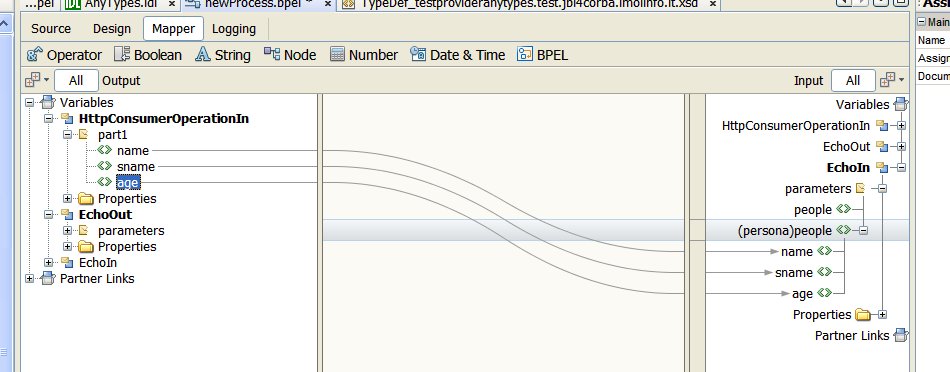 ...pel AnyTypes.idl newProcess.bpel * TypeDef_testprovideranytypes.test.jbi4corba.imolinfo.it.xsd Assig
Source Design Mapper Logging Main
Operator Boolean String Node Number Date & Time BPEL Name
Assign
All Output Input All Docum
Variables Variables
HttpConsumerOperationIn HttpConsumerOperationIn
part1 EchoOut
name EchoIn
sname parameters
age people
Properties (persona)people
EchoOut name
parameters sname
Properties age
EchoIn Properties
Partner Links Partner Links